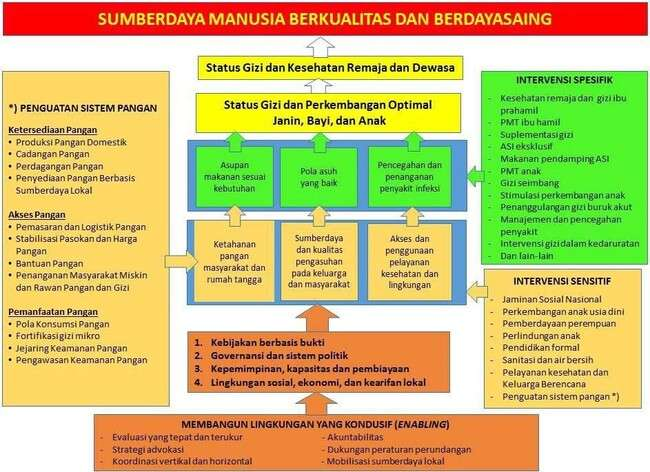 SUMBERDAYA MANUSIA BERKUALITAS DAN BERDAYASAING
Status Gizi dan Kesehatan Remaja dan Dewasa
Status Gizi dan Perkembangan Optimal
Janin, Bayi, dan Anak
*) PENGUATAN SISTEM PANGAN
Ketersediaan Pangan
• Produksi Pangan Domestik
• Cadangan Pangan
• Perdagangan Pangan
• Penyediaan Pangan Berbasis
Sumberdaya Lokal
Akses Pangan
• Pemasaran dan Logistik Pangan
• Stabilisasi Pasokan dan Harga
Pangan
• Bantuan Pangan
• Penanganan Masyarakat Miskin
dan Rawan Pangan dan Gizi
Pemanfaatan Pangan
• Pola Konsumsi Pangan
• Fortifikasi gizi mikro
• Jejaring Keamanan Pangan
• Pengawasan Keamanan Pangan
Asupan
makanan sesuai
kebutuhan
Pola asuh
yang baik
Pencegahan dan
penanganan
penyakit infeksi
Ketahanan
pangan
masyarakat dan
rumah tangga
Sumberdaya
dan kualitas
pengasuhan
pada keluarga
dan masyarakat
Akses dan
penggunaan
pelayanan
kesehatan dan
lingkungan
INTERVENSI SPESIFIK
- Kesehatan remaja dan gizi ibu
prahamil
- PMT ibu hamil
- Suplementasi gizi
- ASI eksklusif
- Makanan pendamping ASI
- PMT anak
- Gizi seimbang
- Stimulasi perkembangan anak
- Penanggulangan gizi buruk akut
- Manajemen dan pencegahan
penyakit
- Intervensi gizi dalam kedaruratan
- Dan lain-lain
INTERVENSI SENSITIF
- Jaminan Sosial Nasional
- Perkembangan anak usia dini
- Pemberdayaan perempuan
- Perlindungan anak
- Pendidikan formal
- Sanitasi dan air bersih
- Pelayanan kesehatan dan
Keluarga Berencana
- Penguatan sistem pangan *)
1. Kebijakan berbasis bukti
2. Governansi dan sistem politik
3. Kepemimpinan, kapasitas dan pembiayaan
4. Lingkungan sosial, ekonomi, dan kearifan lokal
MEMBANGUN LINGKUNGAN YANG KONDUSIF (ENABLING)
- Evaluasi yang tepat dan terukur
- Strategi advokasi
- Koordinasi vertikal dan horizontal
- Akuntabilitas
- Dukungan peraturan perundangan
- Mobilisasi sumberdaya lokal